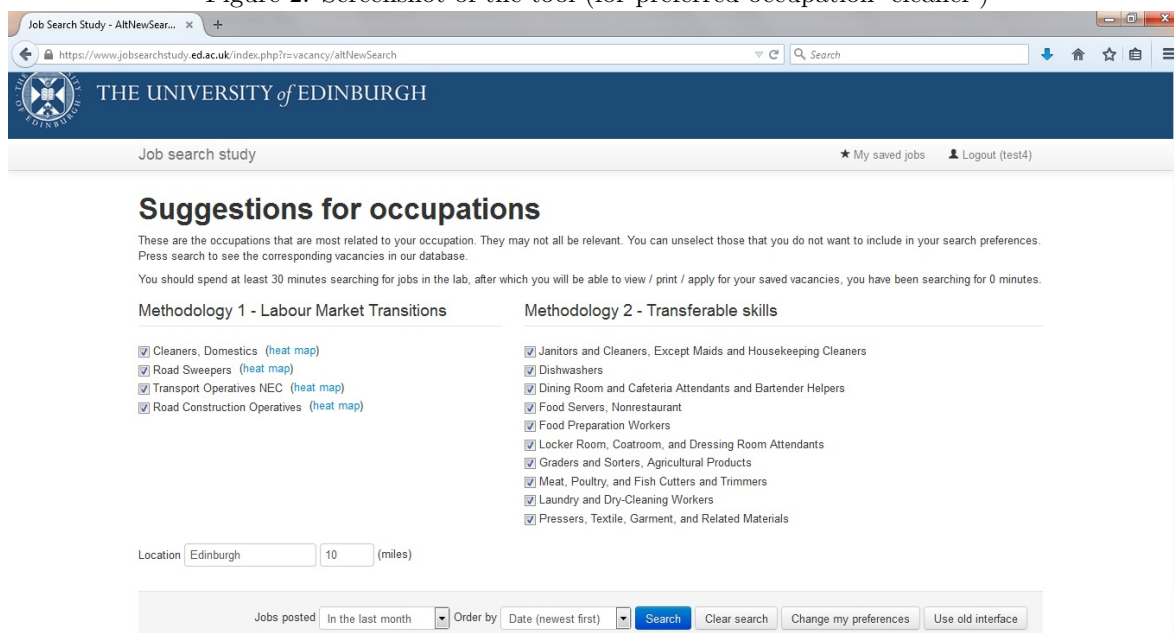 Figure 2: Screenshot of the tool (for preferred occupation 'cleaner')
Job Search Study - AltNewSear... × +
https://www.jobsearchstudy.ed.ac.uk/index.php?r=vacancy/altNewSearch Search
THE UNIVERSITY of EDINBURGH
Job search study My saved jobs Logout (test4)
Suggestions for occupations
These are the occupations that are most related to your occupation. They may not all be relevant. You can unselect those that you do not want to include in your search preferences.
Press search to see the corresponding vacancies in our database.
You should spend at least 30 minutes searching for jobs in the lab, after which you will be able to view / print / apply for your saved vacancies, you have been searching for 0 minutes.
Methodology 1 - Labour Market Transitions
Cleaners, Domestics (heat map)
Road Sweepers (heat map)
Transport Operatives NEC (heat map)
Road Construction Operatives (heat map)
Methodology 2 - Transferable skills
Janitors and Cleaners, Except Maids and Housekeeping Cleaners
Dishwashers
Dining Room and Cafeteria Attendants and Bartender Helpers
Food Servers, Nonrestaurant
Food Preparation Workers
Locker Room, Coatroom, and Dressing Room Attendants
Graders and Sorters, Agricultural Products
Meat, Poultry, and Fish Cutters and Trimmers
Laundry and Dry-Cleaning Workers
Pressers, Textile, Garment, and Related Materials
Location Edinburgh 10 (miles)
Jobs posted In the last month Order by Date (newest first) Search Clear search Change my preferences Use old interface